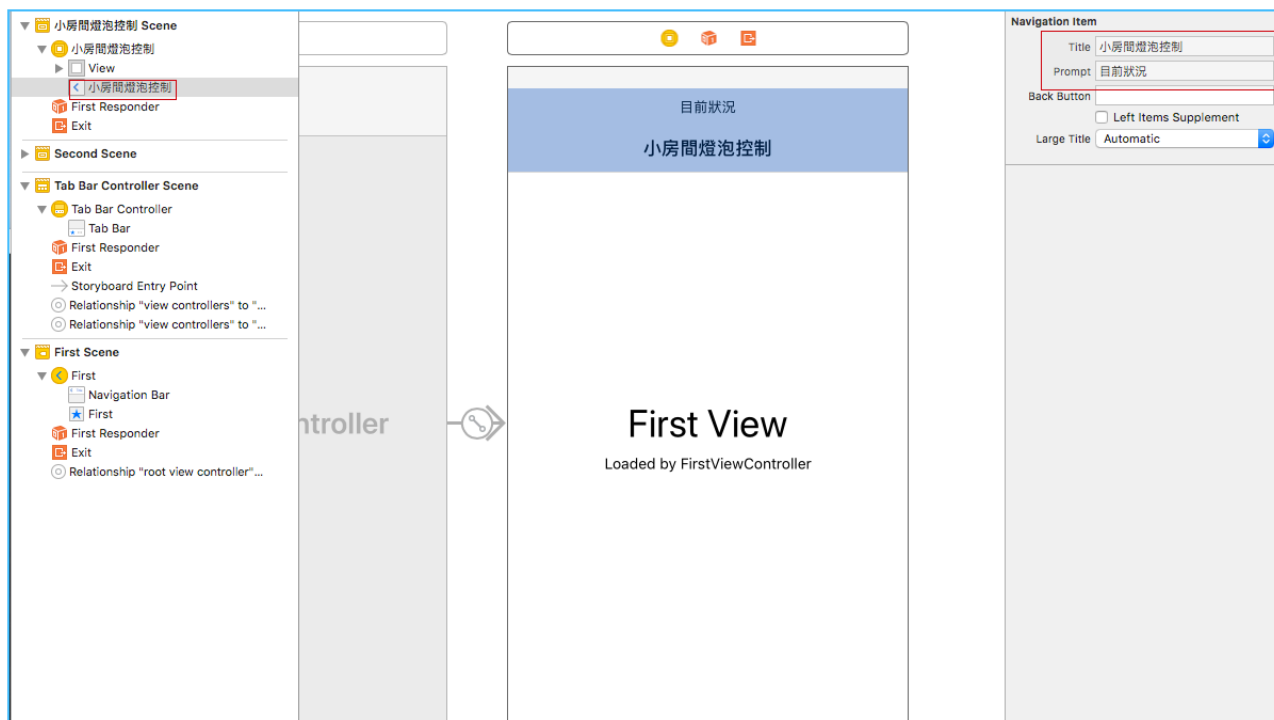 小房間燈泡控制 Scene
小房間燈泡控制
View
小房間燈泡控制
First Responder
Exit
Second Scene
Tab Bar Controller Scene
Tab Bar Controller
Tab Bar
First Responder
Exit
Storyboard Entry Point
Relationship "view controllers" to "...
Relationship "view controllers" to "...
First Scene
First
Navigation Bar
First
First Responder
Exit
Relationship "root view controller"...
ntroller
目前狀況
小房間燈泡控制
First View
Loaded by FirstViewController
Navigation Item
Title 小房間燈泡控制
Prompt 目前狀況
Back Button
Left Items Supplement
Large Title Automatic